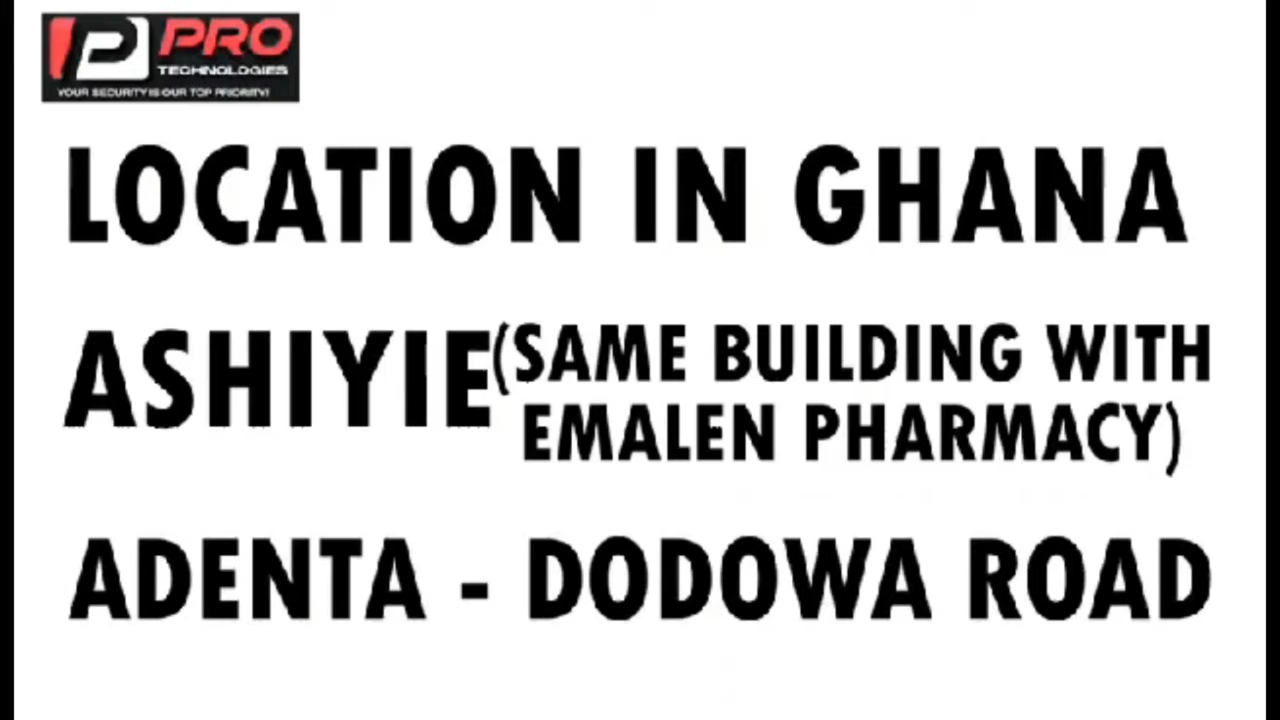 PRO
TECHNOLOGIES
YOUR SECURITY IS OUR TOP PRIORITY!
LOCATION IN GHANA
ASHIYIE (SAME BUILDING WITH
EMALEN PHARMACY)
ADENTA - DODOWA ROAD